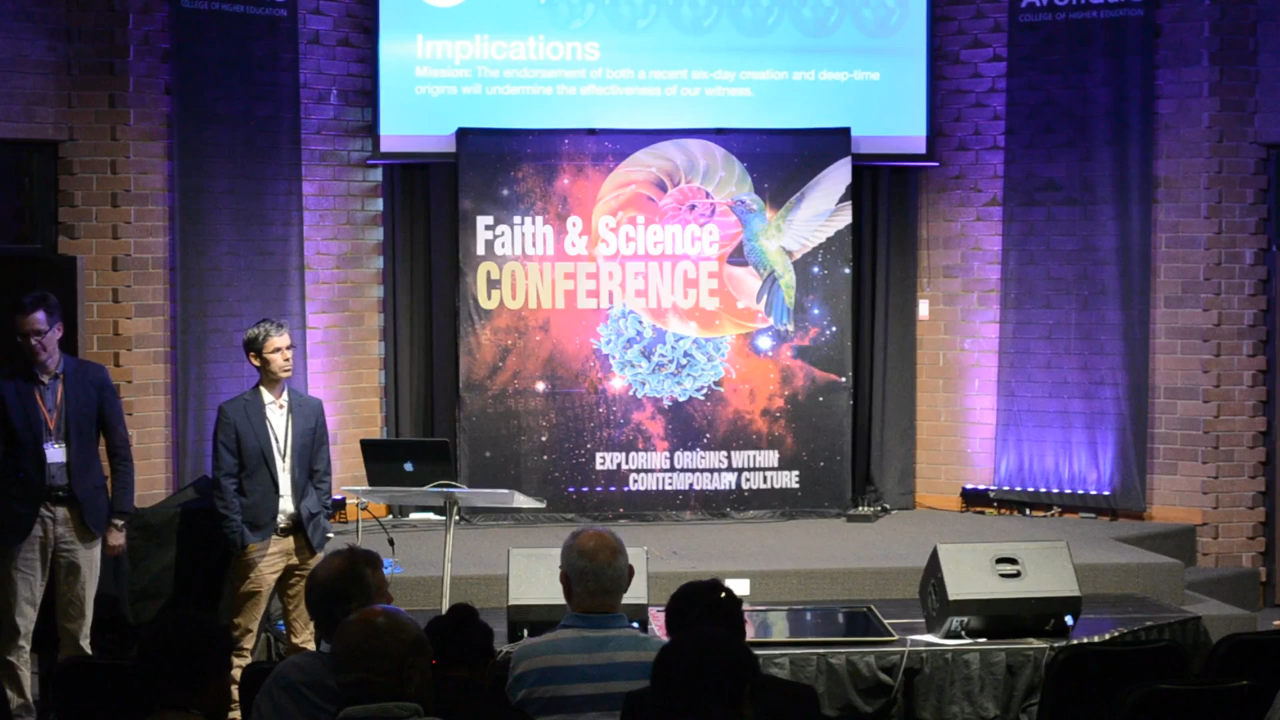 COLLEGE OF HIGHER EDUCATION
Avondale
COLLEGE OF HIGHER EDUCATION
Implications
Mission: The endorsement of both a recent six-day creation and deep-time
origins will undermine the effectiveness of our witness.
Faith & Science
CONFERENCE
EXPLORING ORIGINS WITHIN
CONTEMPORARY CULTURE